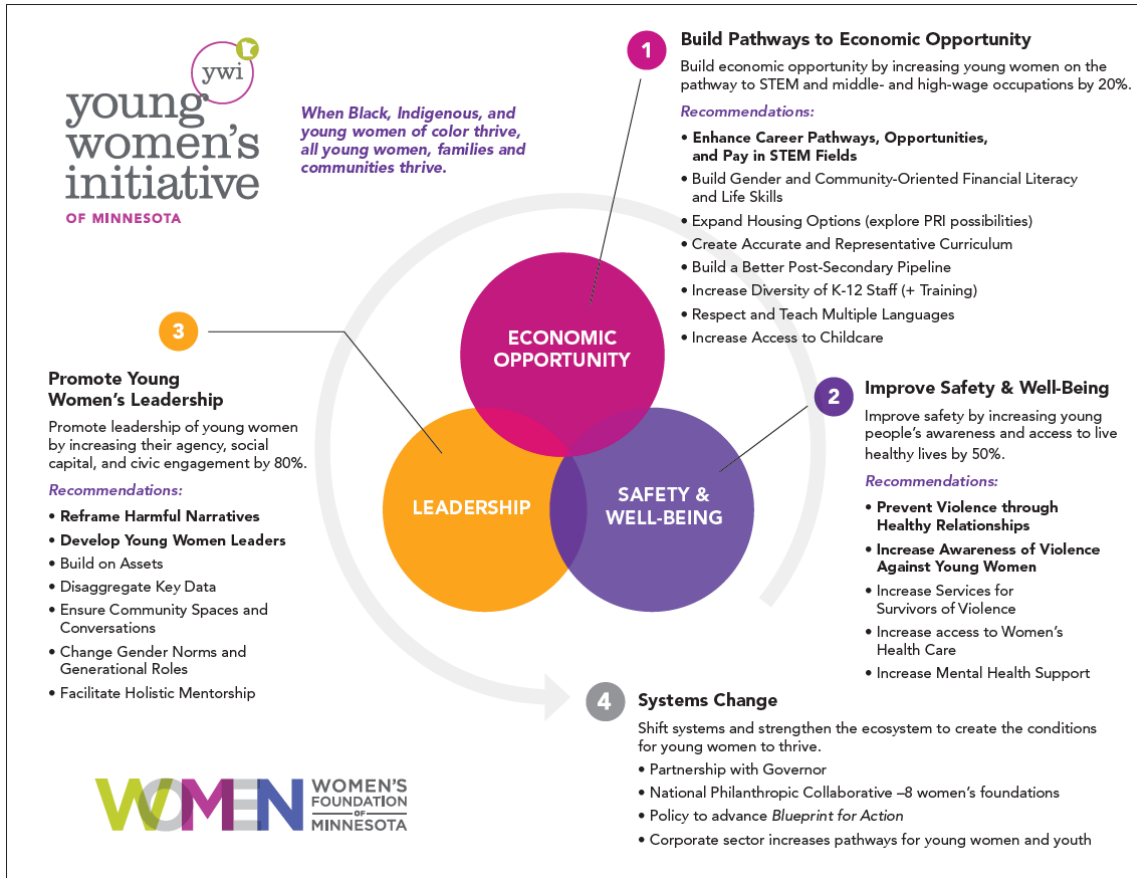 ywi
young
women's
initiative
OF MINNESOTA
When Black, Indigenous, and
young women of color thrive,
all young women, families and
communities thrive.
1
Build Pathways to Economic Opportunity
Build economic opportunity by increasing young women on the
pathway to STEM and middle- and high-wage occupations by 20%.
Recommendations:
• Enhance Career Pathways, Opportunities,
and Pay in STEM Fields
• Build Gender and Community-Oriented Financial Literacy
and Life Skills
• Expand Housing Options (explore PRI possibilities)
• Create Accurate and Representative Curriculum
• Build a Better Post-Secondary Pipeline
• Increase Diversity of K-12 Staff (+ Training)
• Respect and Teach Multiple Languages
• Increase Access to Childcare
ECONOMIC
OPPORTUNITY
LEADERSHIP
SAFETY &
WELL-BEING
2
Improve Safety & Well-Being
Improve safety by increasing young
people's awareness and access to live
healthy lives by 50%.
Recommendations:
• Prevent Violence through
Healthy Relationships
• Increase Awareness of Violence
Against Young Women
• Increase Services for
Survivors of Violence
• Increase access to Women's
Health Care
• Increase Mental Health Support
3
Promote Young
Women's Leadership
Promote leadership of young women
by increasing their agency, social
capital, and civic engagement by 80%.
Recommendations:
• Reframe Harmful Narratives
• Develop Young Women Leaders
• Build on Assets
• Disaggregate Key Data
• Ensure Community Spaces and
Conversations
• Change Gender Norms and
Generational Roles
• Facilitate Holistic Mentorship
4
Systems Change
Shift systems and strengthen the ecosystem to create the conditions
for young women to thrive.
• Partnership with Governor
• National Philanthropic Collaborative –8 women's foundations
• Policy to advance Blueprint for Action
• Corporate sector increases pathways for young women and youth
WOMEN
WOMEN'S
FOUNDATION
OF
MINNESOTA